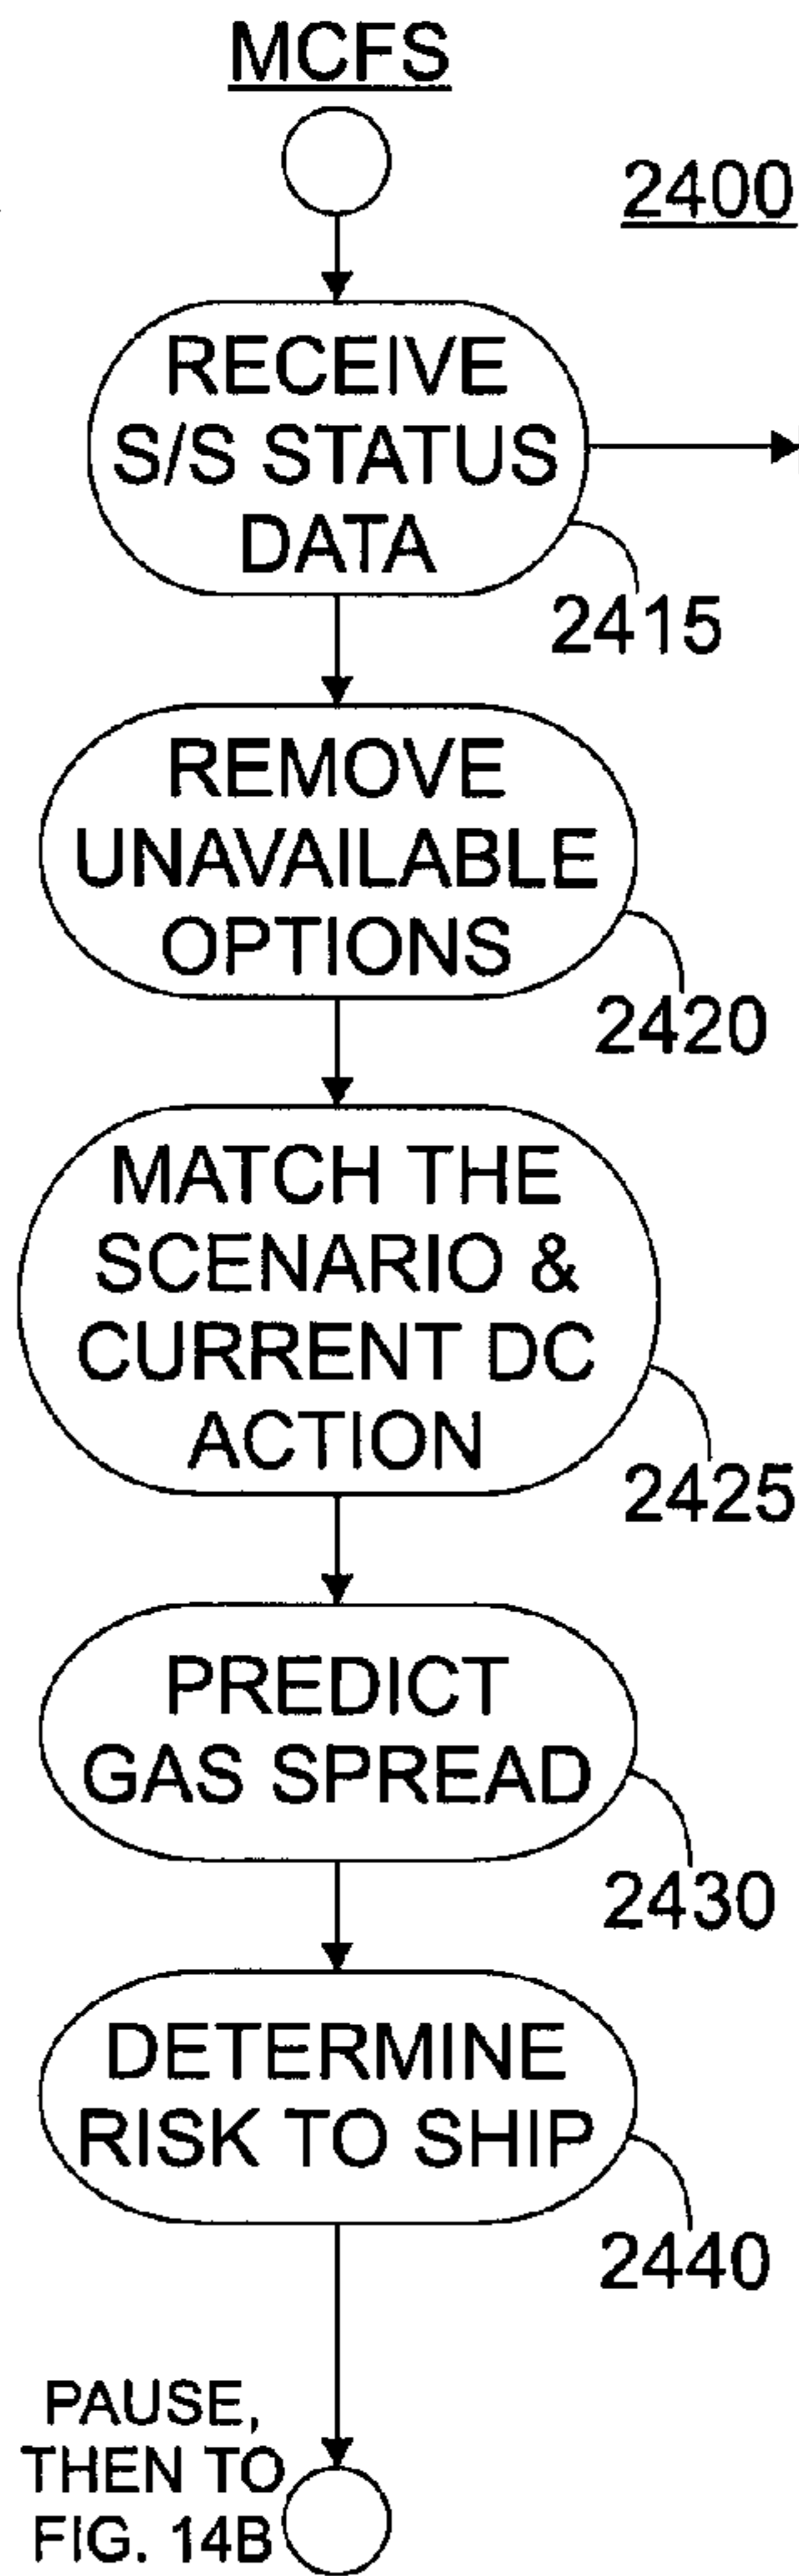 MCFS
2400
RECEIVE
S/S STATUS
DATA
2415
REMOVE
UNAVAILABLE
OPTIONS
2420
MATCH THE
SCENARIO &
CURRENT DC
ACTION
2425
PREDICT
GAS SPREAD
2430
DETERMINE
RISK TO SHIP
2440
PAUSE,
THEN TO
FIG. 14B